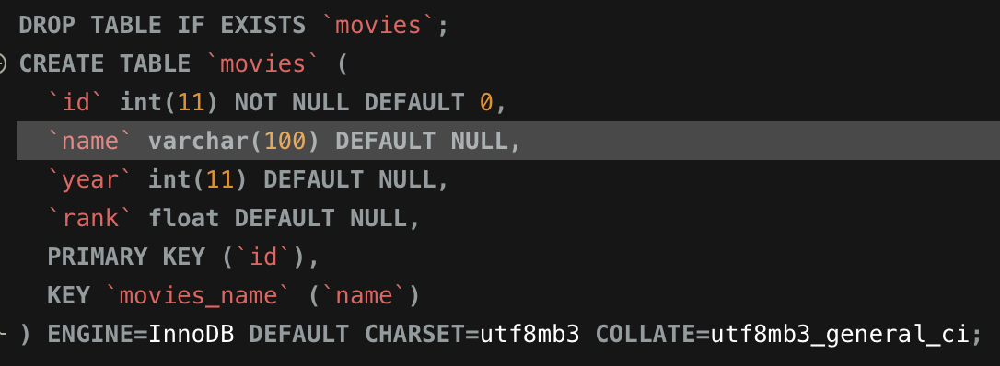 DROP TABLE IF EXISTS `movies`;
CREATE TABLE `movies` (
  `id` int(11) NOT NULL DEFAULT 0,
  `name` varchar(100) DEFAULT NULL,
  `year` int(11) DEFAULT NULL,
  `rank` float DEFAULT NULL,
  PRIMARY KEY (`id`),
  KEY `movies_name` (`name`)
) ENGINE=InnoDB DEFAULT CHARSET=utf8mb3 COLLATE=utf8mb3_general_ci;